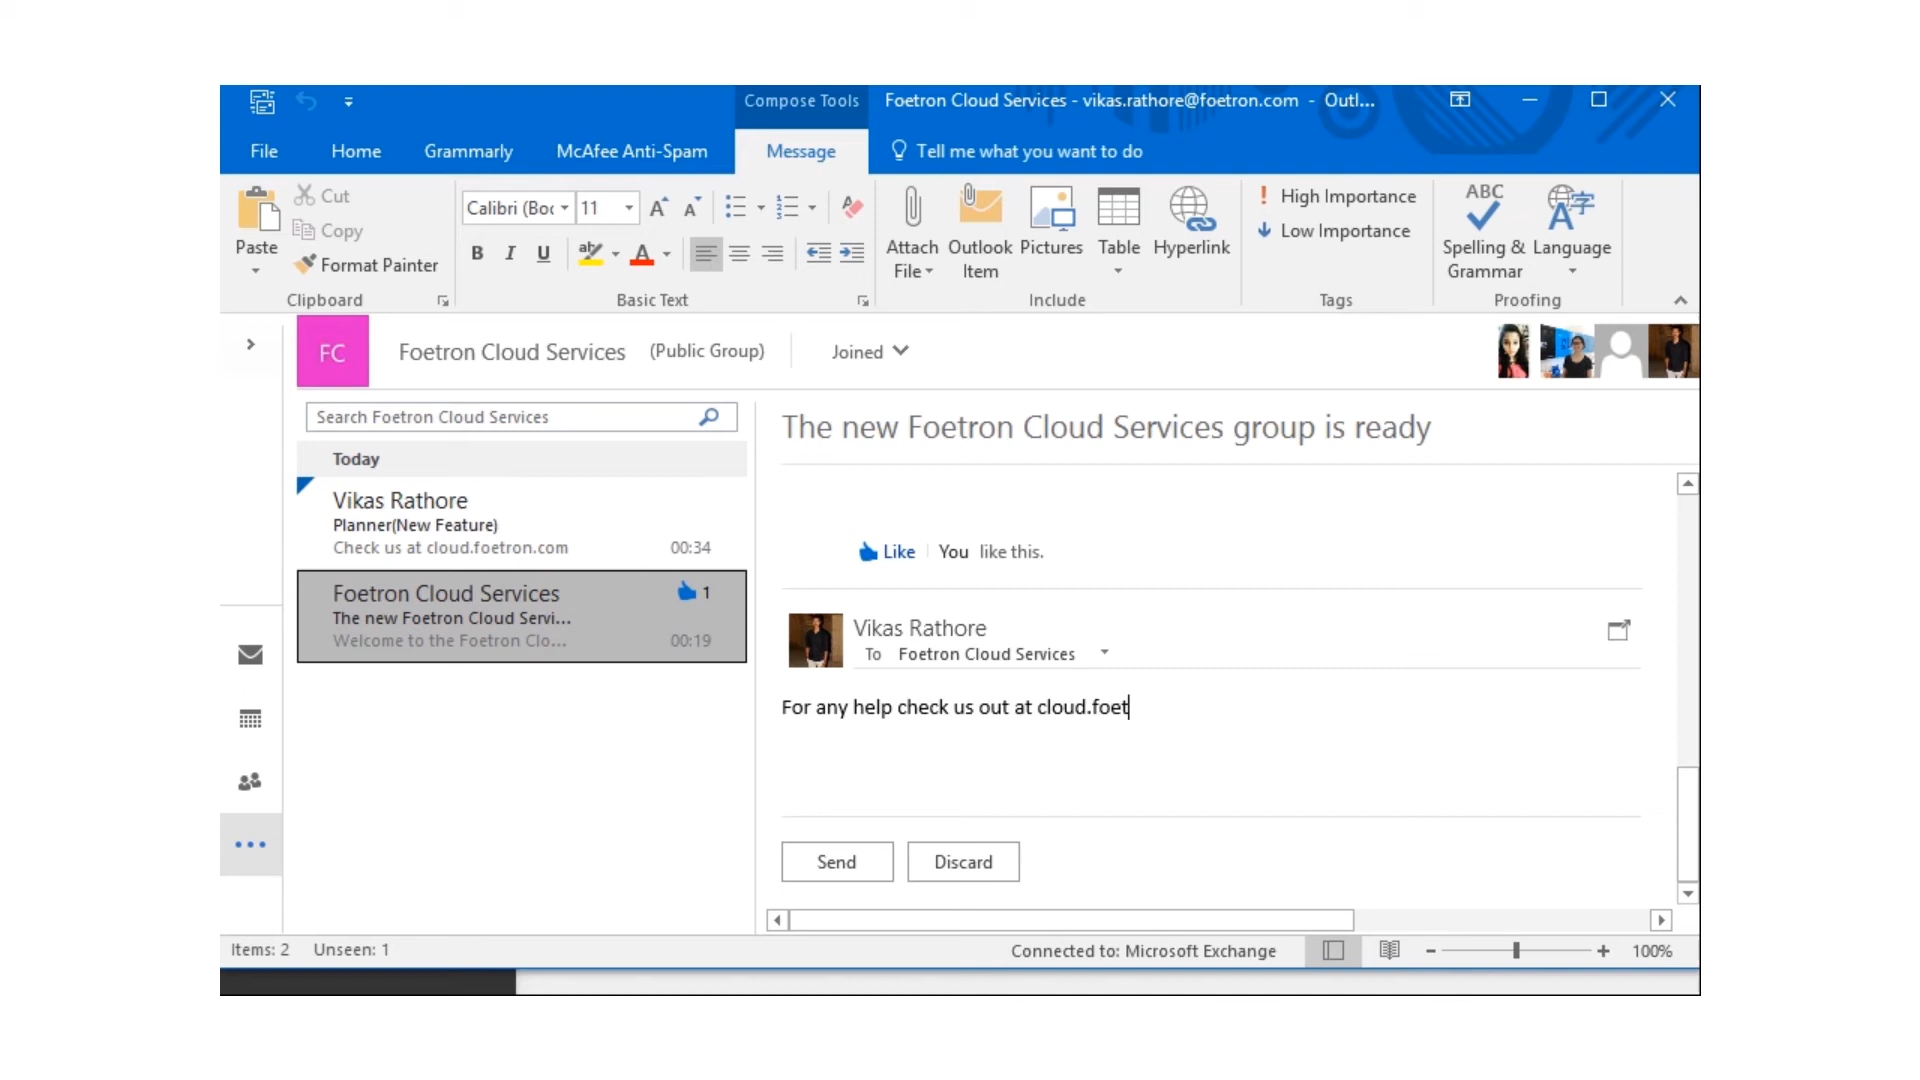 Compose Tools
Foetron Cloud Services - vikas.rathore@foetron.com - Outl...
File Home Grammarly McAfee Anti-Spam Message Tell me what you want to do
Paste
Cut
Copy
Format Painter
Clipboard
Calibri (Boc 11
B I U
Basic Text
Attach File
Outlook Item
Pictures
Table
Hyperlink
Include
High Importance
Low Importance
Tags
ABC
Spelling & Grammar
Language
Proofing
FC
Foetron Cloud Services (Public Group) Joined
Search Foetron Cloud Services
Today
Vikas Rathore
Planner(New Feature)
Check us at cloud.foetron.com 00:34
Foetron Cloud Services 1
The new Foetron Cloud Servi...
Welcome to the Foetron Clo... 00:19
The new Foetron Cloud Services group is ready
Like You like this.
Vikas Rathore
To Foetron Cloud Services
For any help check us out at cloud.foet
Send Discard
Items: 2 Unseen: 1 Connected to: Microsoft Exchange 100%